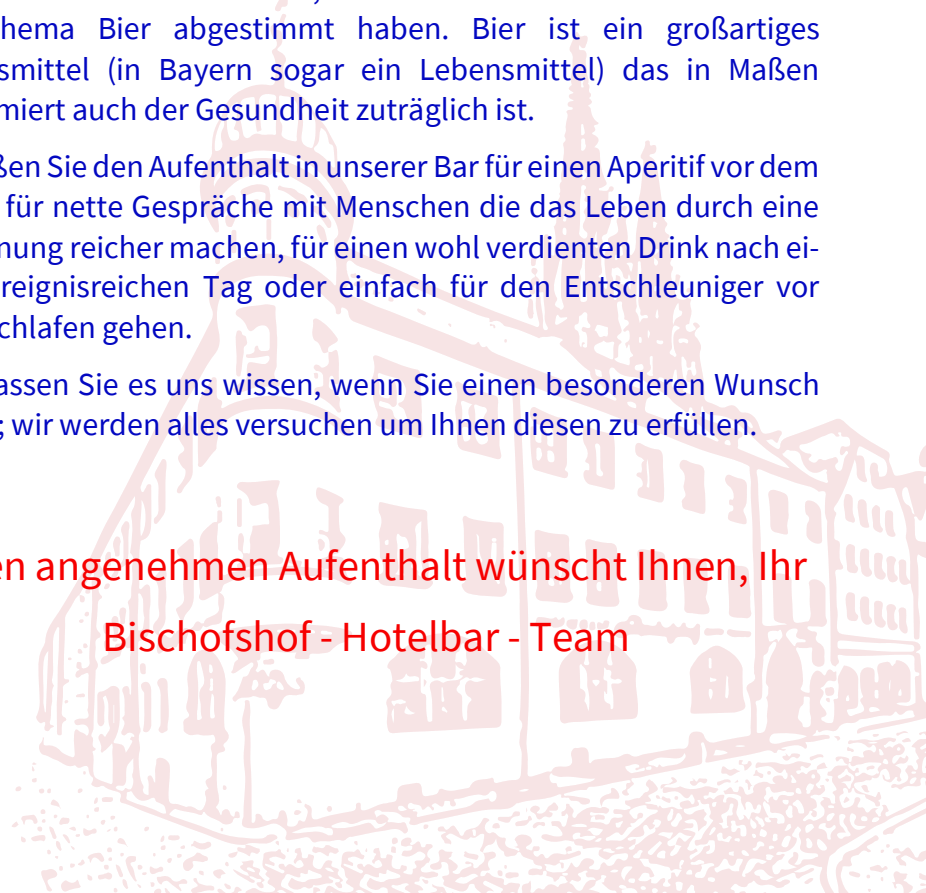 hema Bier abgestimmt haben. Bier ist ein großartiges
smittel (in Bayern sogar ein Lebensmittel) das in Maßen
miert auch der Gesundheit zuträglich ist.
ßen Sie den Aufenthalt in unserer Bar für einen Aperitif vor dem
für nette Gespräche mit Menschen die das Leben durch eine
nung reicher machen, für einen wohl verdienten Drink nach ei-
reignisreichen Tag oder einfach für den Entschleuniger vor
chlafen gehen.
assen Sie es uns wissen, wenn Sie einen besonderen Wunsch
; wir werden alles versuchen um Ihnen diesen zu erfüllen.
en angenehmen Aufenthalt wünscht Ihnen, Ihr
Bischofshof - Hotelbar - Team